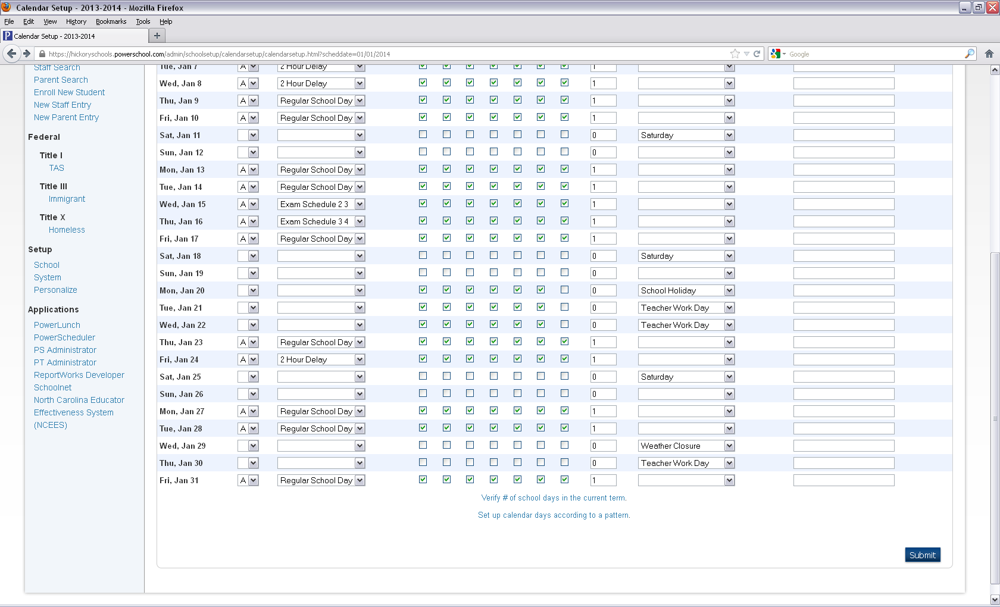 Calendar Setup - 2013-2014 - Mozilla Firefox
File Edit View History Bookmarks Tools Help
P Calendar Setup - 2013-2014 +
https://hickoryschools.powerschool.com/admin/schoolsetup/calendarsetup/calendarsetup.html?scheddate=01/01/2014
Google
Staff Search
Parent Search
Enroll New Student
New Staff Entry
New Parent Entry
Federal
Title I
TAS
Title III
Immigrant
Title X
Homeless
Setup
School
System
Personalize
Applications
PowerLunch
PowerScheduler
PS Administrator
PT Administrator
ReportWorks Developer
Schoolnet
North Carolina Educator
Effectiveness System
(NCEES)
Tue, Jan 7 A 2 Hour Delay 1
Wed, Jan 8 A 2 Hour Delay 1
Thu, Jan 9 A Regular School Day 1
Fri, Jan 10 A Regular School Day 1
Sat, Jan 11 0 Saturday
Sun, Jan 12 0
Mon, Jan 13 A Regular School Day 1
Tue, Jan 14 A Regular School Day 1
Wed, Jan 15 A Exam Schedule 2 3 1
Thu, Jan 16 A Exam Schedule 3 4 1
Fri, Jan 17 A Regular School Day 1
Sat, Jan 18 0 Saturday
Sun, Jan 19 0
Mon, Jan 20 0 School Holiday
Tue, Jan 21 0 Teacher Work Day
Wed, Jan 22 0 Teacher Work Day
Thu, Jan 23 A Regular School Day 1
Fri, Jan 24 A 2 Hour Delay 1
Sat, Jan 25 0 Saturday
Sun, Jan 26 0
Mon, Jan 27 A Regular School Day 1
Tue, Jan 28 A Regular School Day 1
Wed, Jan 29 0 Weather Closure
Thu, Jan 30 0 Teacher Work Day
Fri, Jan 31 A Regular School Day 1
Verify # of school days in the current term.
Set up calendar days according to a pattern.
Submit